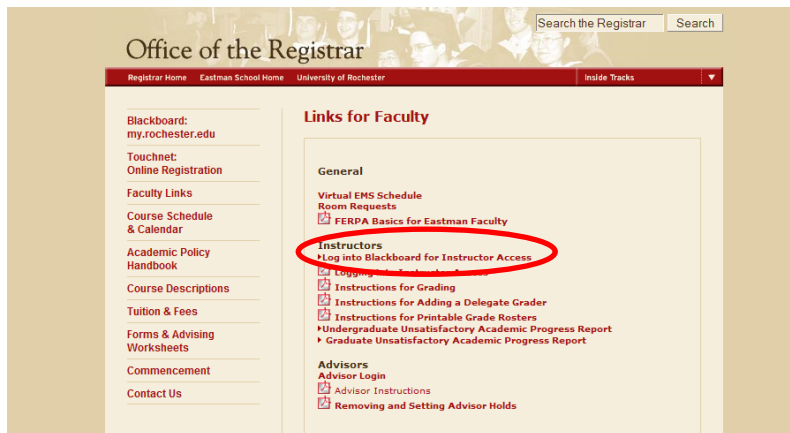 Search the Registrar Search
Office of the Registrar
Registrar Home Eastman School Home University of Rochester Inside Tracks
Blackboard:
my.rochester.edu
Touchnet:
Online Registration
Faculty Links
Course Schedule
& Calendar
Academic Policy
Handbook
Course Descriptions
Tuition & Fees
Forms & Advising
Worksheets
Commencement
Contact Us
Links for Faculty
General
Virtual EMS Schedule
Room Requests
FERPA Basics for Eastman Faculty
Instructors
Log into Blackboard for Instructor Access
Logging into Instructor Access
Instructions for Grading
Instructions for Adding a Delegate Grader
Instructions for Printable Grade Rosters
Undergraduate Unsatisfactory Academic Progress Report
Graduate Unsatisfactory Academic Progress Report
Advisors
Advisor Login
Advisor Instructions
Removing and Setting Advisor Holds